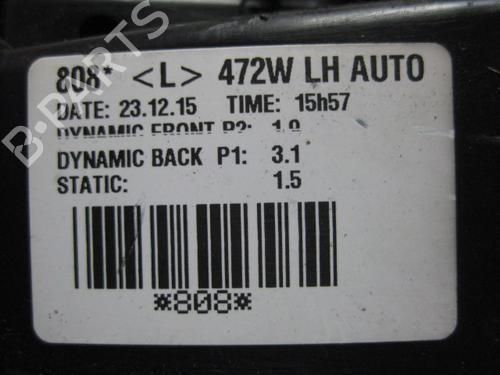 B-PARTS
808* <L> 472W LH AUTO
DATE: 23.12.15 TIME: 15h57
DYNAMIC FRONT P2: 1.9
DYNAMIC BACK P1: 3.1
STATIC: 1.5
*808*